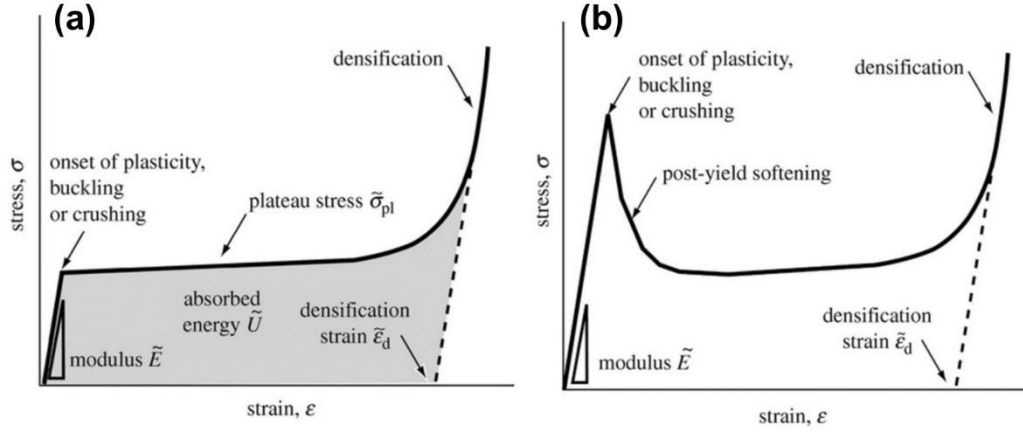 (a)
densification
onset of plasticity,
buckling
or crushing
plateau stress σ̃pl
absorbed
energy Ũ
densification
strain ε̃d
modulus Ẽ
stress, σ
strain, ε
(b)
onset of plasticity,
buckling
or crushing
densification
post-yield softening
densification
strain ε̃d
modulus Ẽ
stress, σ
strain, ε